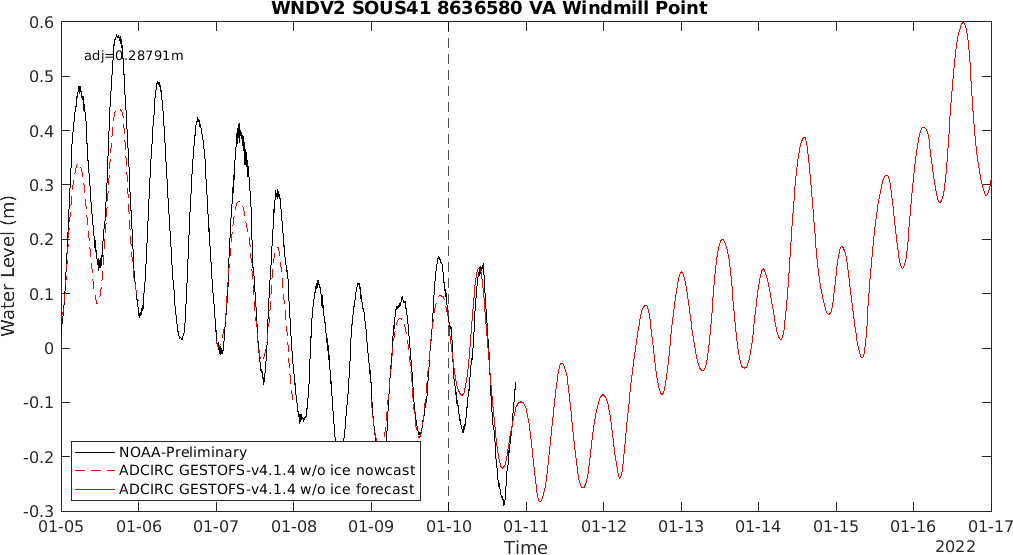 WNDV2 SOUS41 8636580 VA Windmill Point
adj=0.28791m
Water Level (m)
0.6
0.5
0.4
0.3
0.2
0.1
0
-0.1
-0.2
-0.3
NOAA-Preliminary
ADCIRC GESTOFS-v4.1.4 w/o ice nowcast
ADCIRC GESTOFS-v4.1.4 w/o ice forecast
01-05 01-06 01-07 01-08 01-09 01-10 01-11 01-12 01-13 01-14 01-15 01-16 01-17
Time
2022